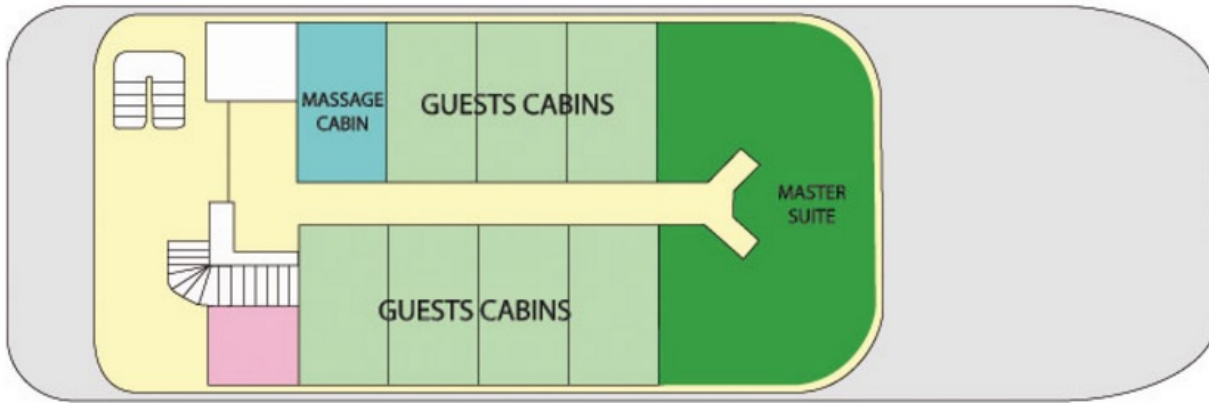 MASSAGE
CABIN
GUESTS CABINS
MASTER
SUITE
GUESTS CABINS